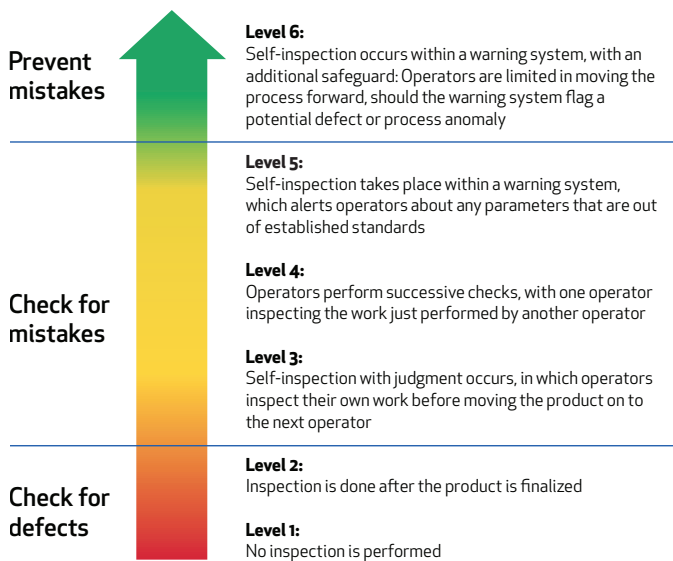 Prevent
mistakes
Level 6:
Self-inspection occurs within a warning system, with an
additional safeguard: Operators are limited in moving the
process forward, should the warning system flag a
potential defect or process anomaly
Check for
mistakes
Level 5:
Self-inspection takes place within a warning system,
which alerts operators about any parameters that are out
of established standards
Level 4:
Operators perform successive checks, with one operator
inspecting the work just performed by another operator
Level 3:
Self-inspection with judgment occurs, in which operators
inspect their own work before moving the product on to
the next operator
Check for
defects
Level 2:
Inspection is done after the product is finalized
Level 1:
No inspection is performed